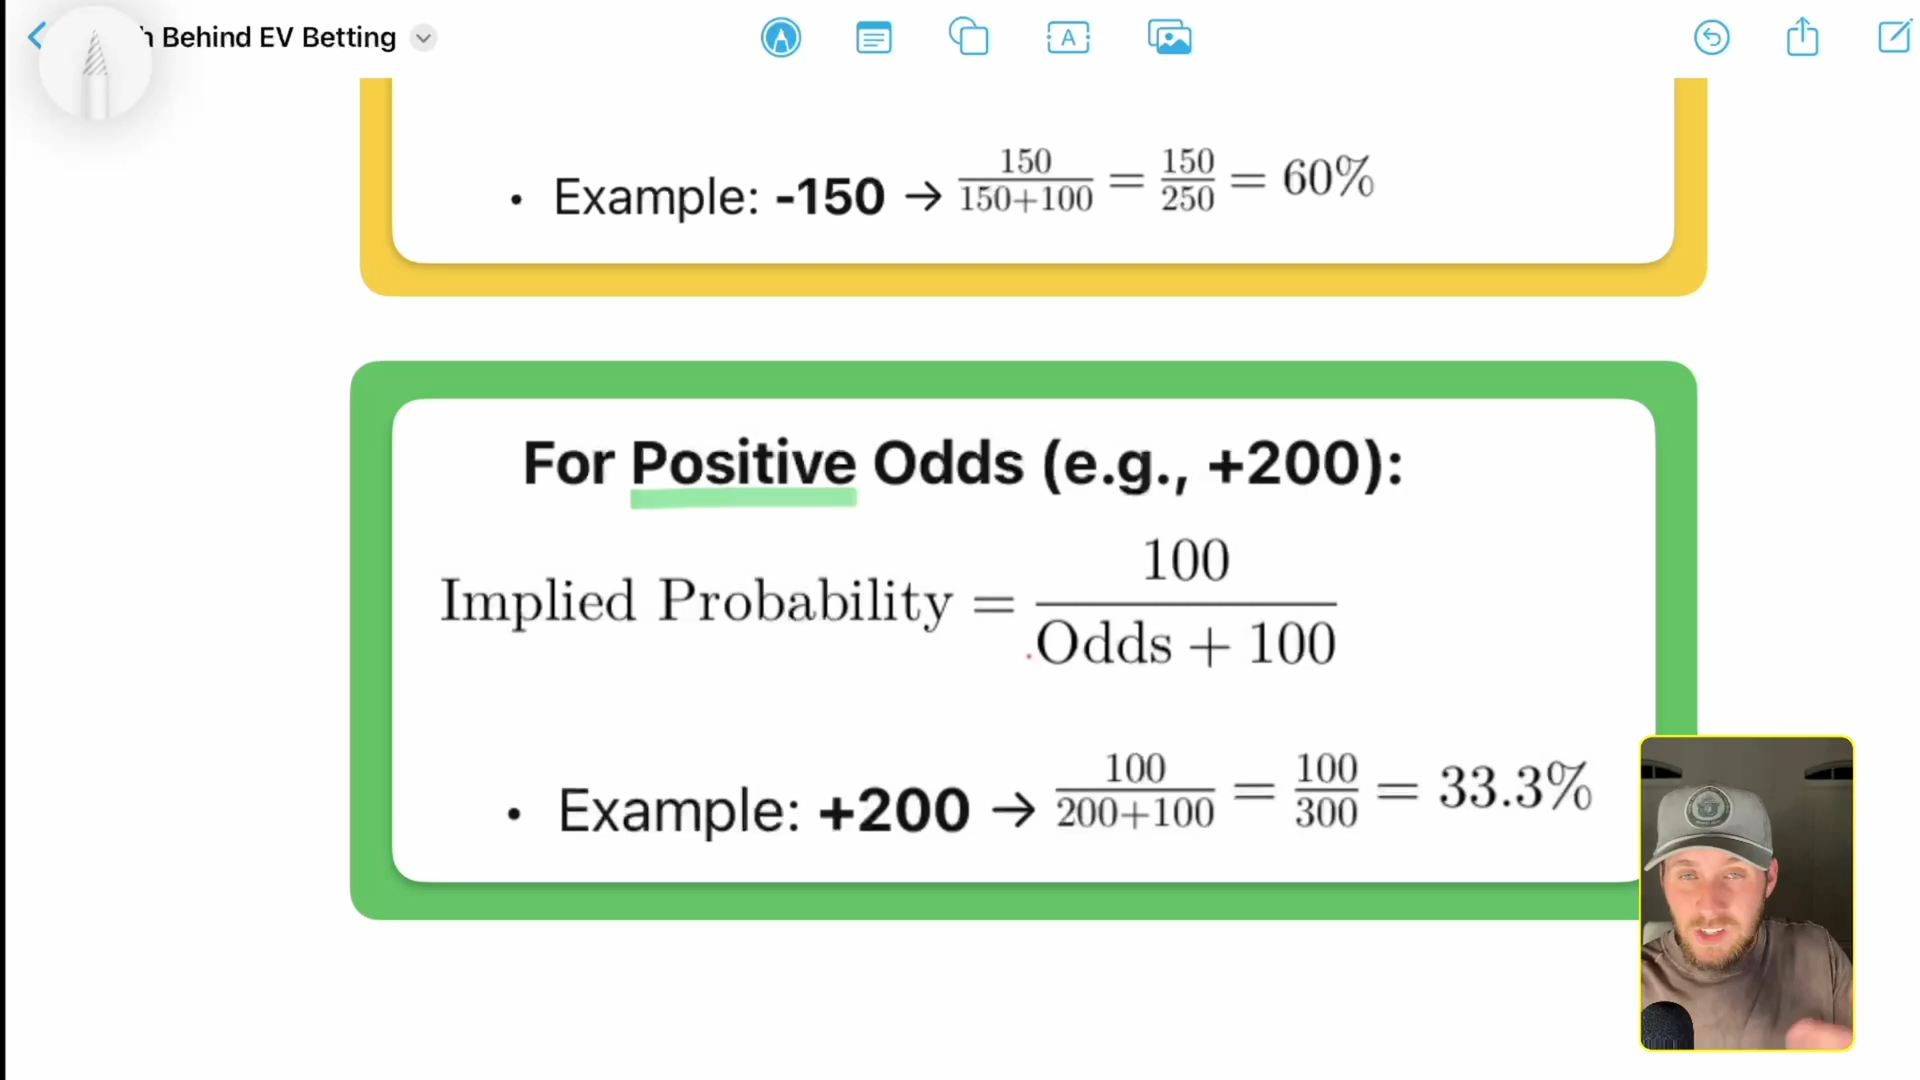 h Behind EV Betting
A
• Example: -150 → 150/150+100 = 150/250 = 60%
For Positive Odds (e.g., +200):
Implied Probability = 100/Odds + 100
• Example: +200 → 100/200+100 = 100/300 = 33.3%